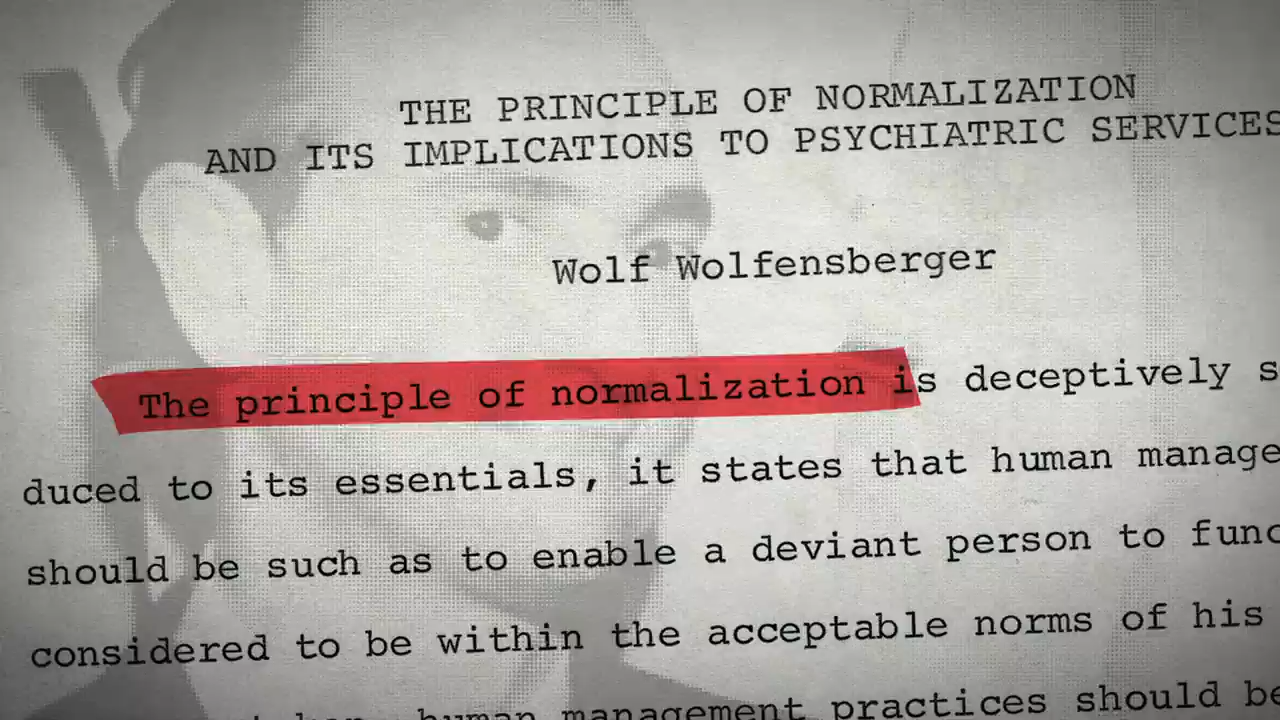 THE PRINCIPLE OF NORMALIZATION
AND ITS IMPLICATIONS TO PSYCHIATRIC SERVICES
Wolf Wolfensberger
The principle of normalization is deceptively s
duced to its essentials, it states that human manage
should be such as to enable a deviant person to func
considered to be within the acceptable norms of his
human management practices should be